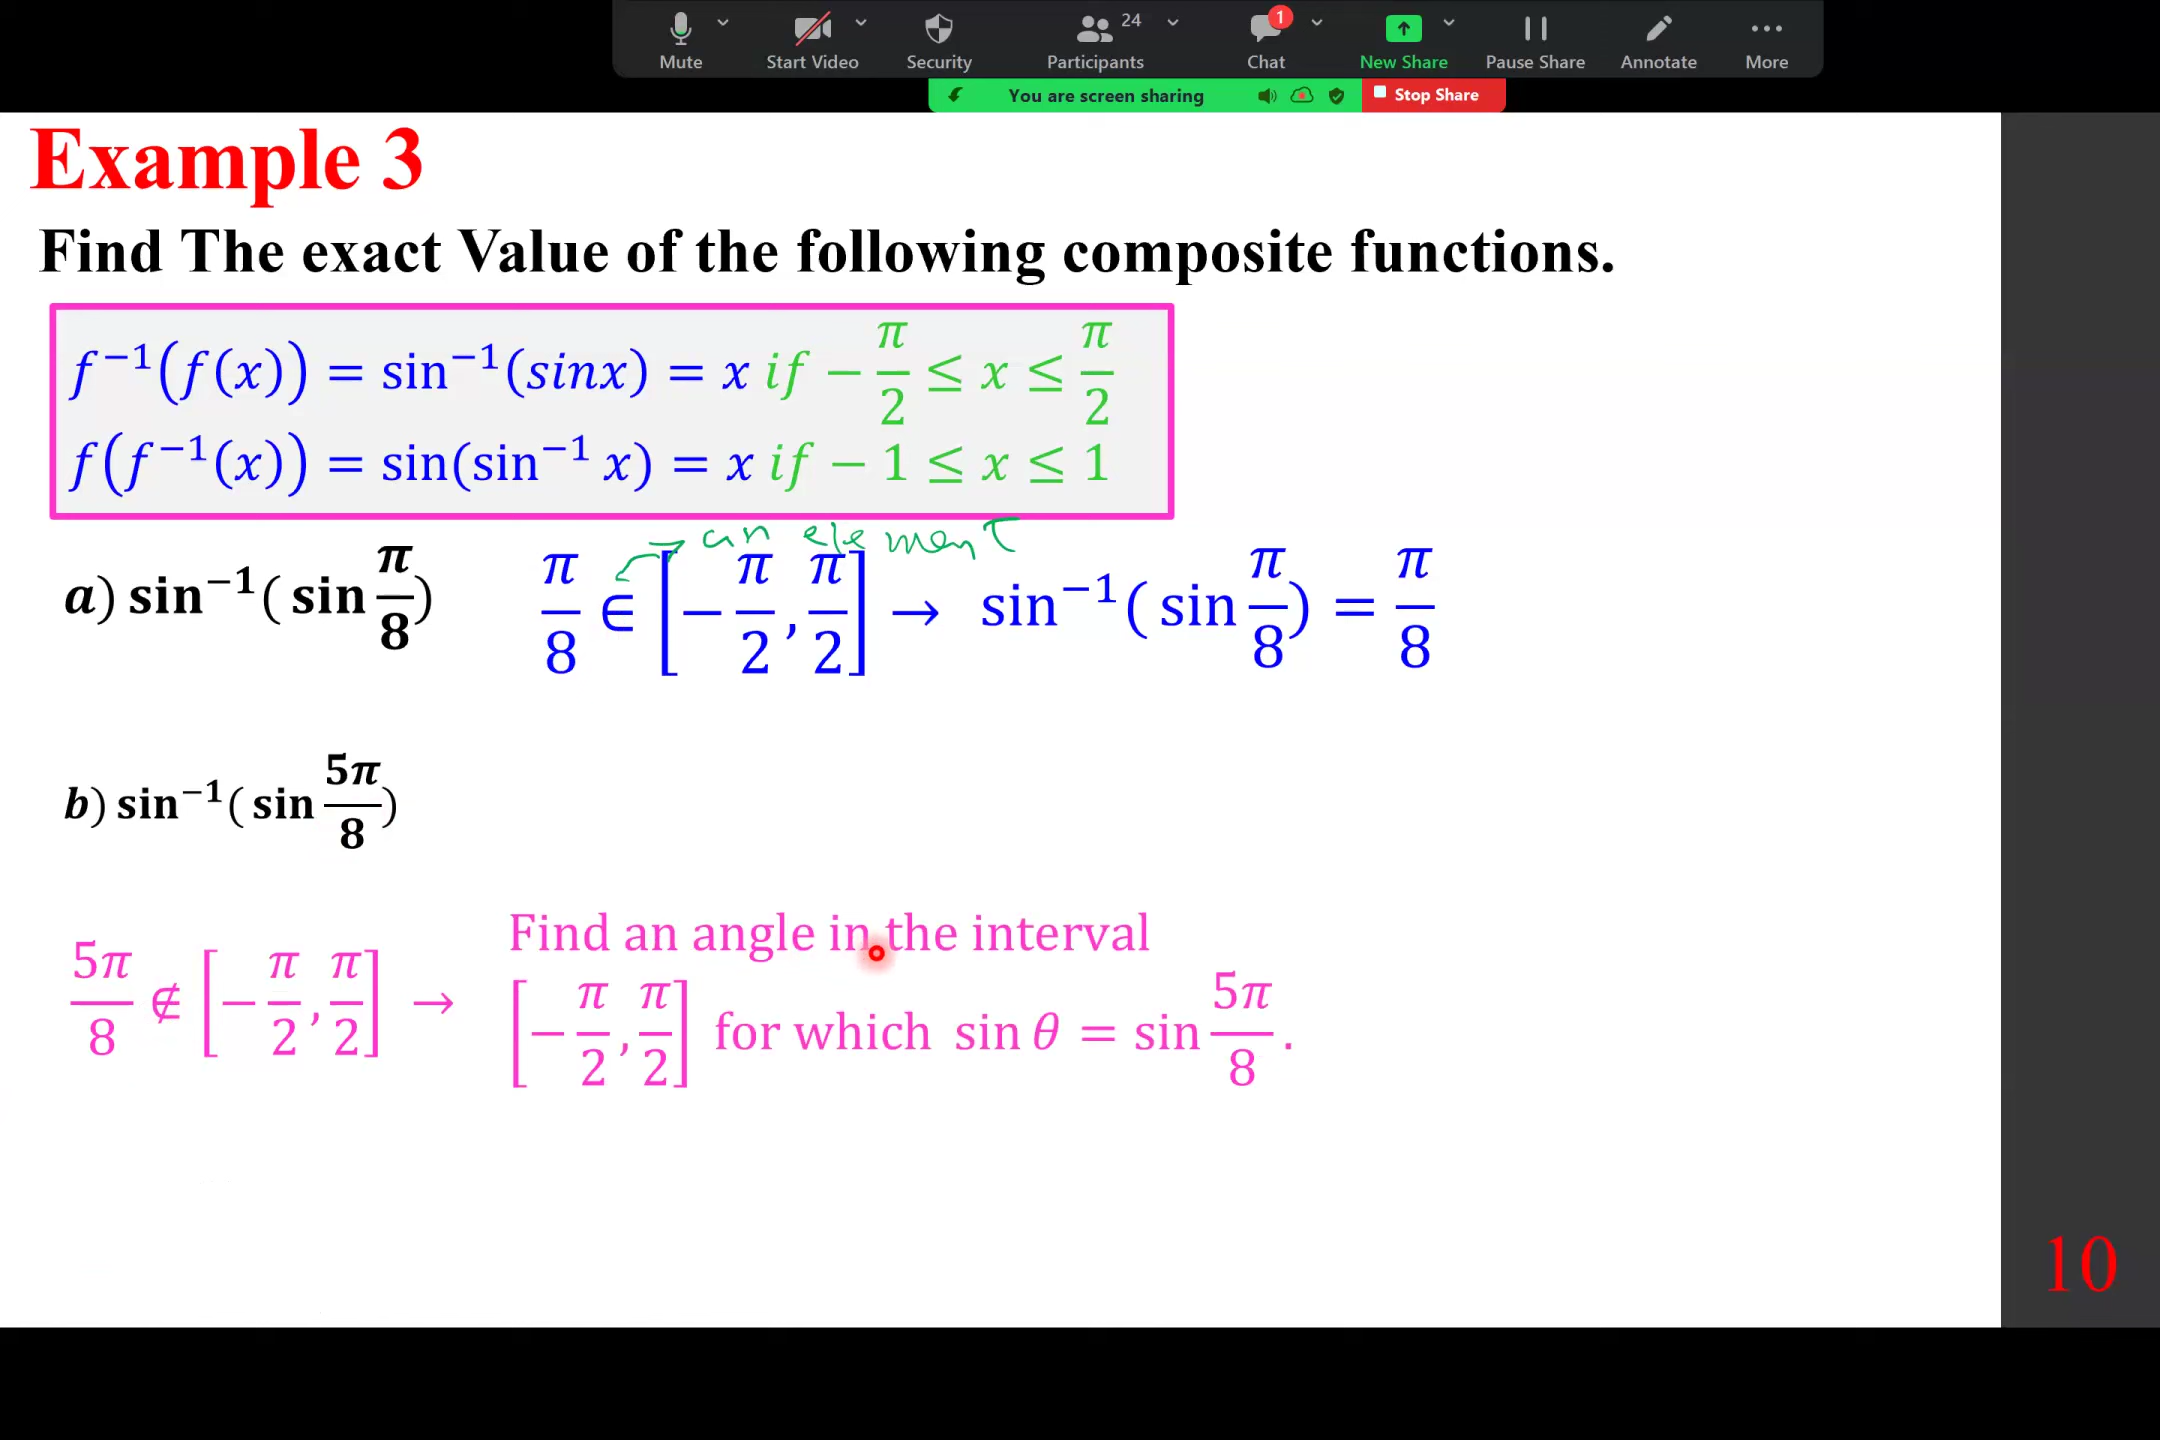 Mute
Start Video
Security
24
Participants
1
Chat
New Share
Pause Share
Annotate
More
You are screen sharing
Stop Share
Example 3
Find The exact Value of the following composite functions.
f⁻¹(f(x)) = sin⁻¹(sinx) = x if − π/2 ≤ x ≤ π/2
f(f⁻¹(x)) = sin(sin⁻¹ x) = x if − 1 ≤ x ≤ 1
an element
a) sin⁻¹( sin π/8) π/8 ∈ [− π/2, π/2] → sin⁻¹( sin π/8) = π/8
b) sin⁻¹( sin 5π/8)
5π/8 ∉ [− π/2, π/2] →
Find an angle in the interval
[− π/2, π/2] for which sin θ = sin 5π/8.
10